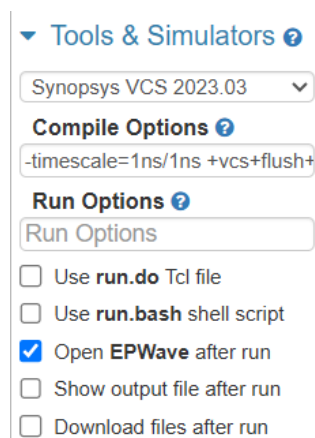 Tools & Simulators
Synopsys VCS 2023.03
Compile Options
-timescale=1ns/1ns +vcs+flush+
Run Options
Run Options
Use run.do Tcl file
Use run.bash shell script
Open EPWave after run
Show output file after run
Download files after run